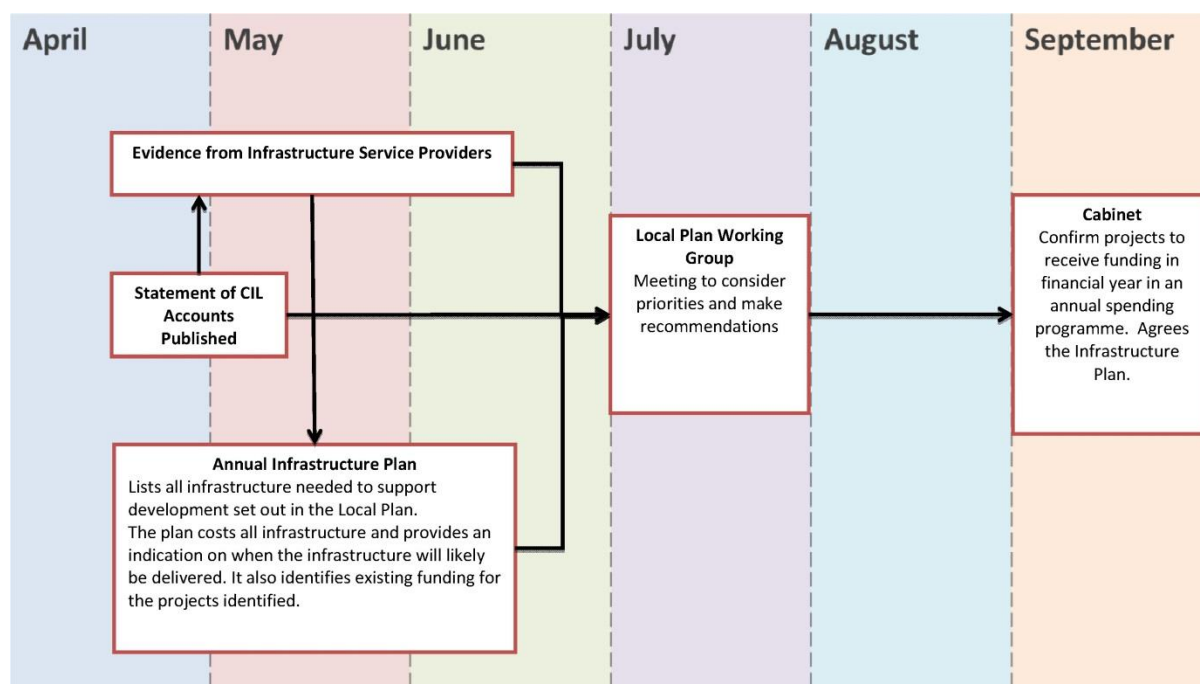 April
May
June
July
August
September
Evidence from Infrastructure Service Providers
Statement of CIL
Accounts
Published
Annual Infrastructure Plan
Lists all infrastructure needed to support
development set out in the Local Plan.
The plan costs all infrastructure and provides an
indication on when the infrastructure will likely
be delivered. It also identifies existing funding for
the projects identified.
Local Plan Working
Group
Meeting to consider
priorities and make
recommendations
Cabinet
Confirm projects to
receive funding in
financial year in an
annual spending
programme.  Agrees
the Infrastructure
Plan.